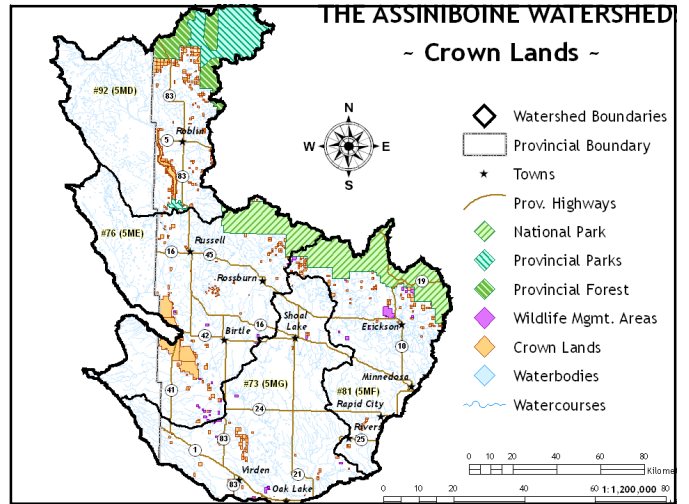 THE ASSINIBOINE WATERSHED
~ Crown Lands ~
N
W E
S
Watershed Boundaries
Provincial Boundary
Towns
Prov. Highways
National Park
Provincial Parks
Provincial Forest
Wildlife Mgmt. Areas
Crown Lands
Waterbodies
Watercourses
#92 (5MD)
83
5
Roblin
83
#76 (5ME)
16
Russell
45
Rossburn
19
Shoal
Lake
16
42
Birtle
Erickson
10
#73 (5MG)
Minnedosa
#81 (5MF)
41
24
Rapid City
Rivers
25
83
1
Virden
21
83
Oak Lake
0 10 20 40 60 80
Kilome
1:1,200,000
0 20 40 60 80